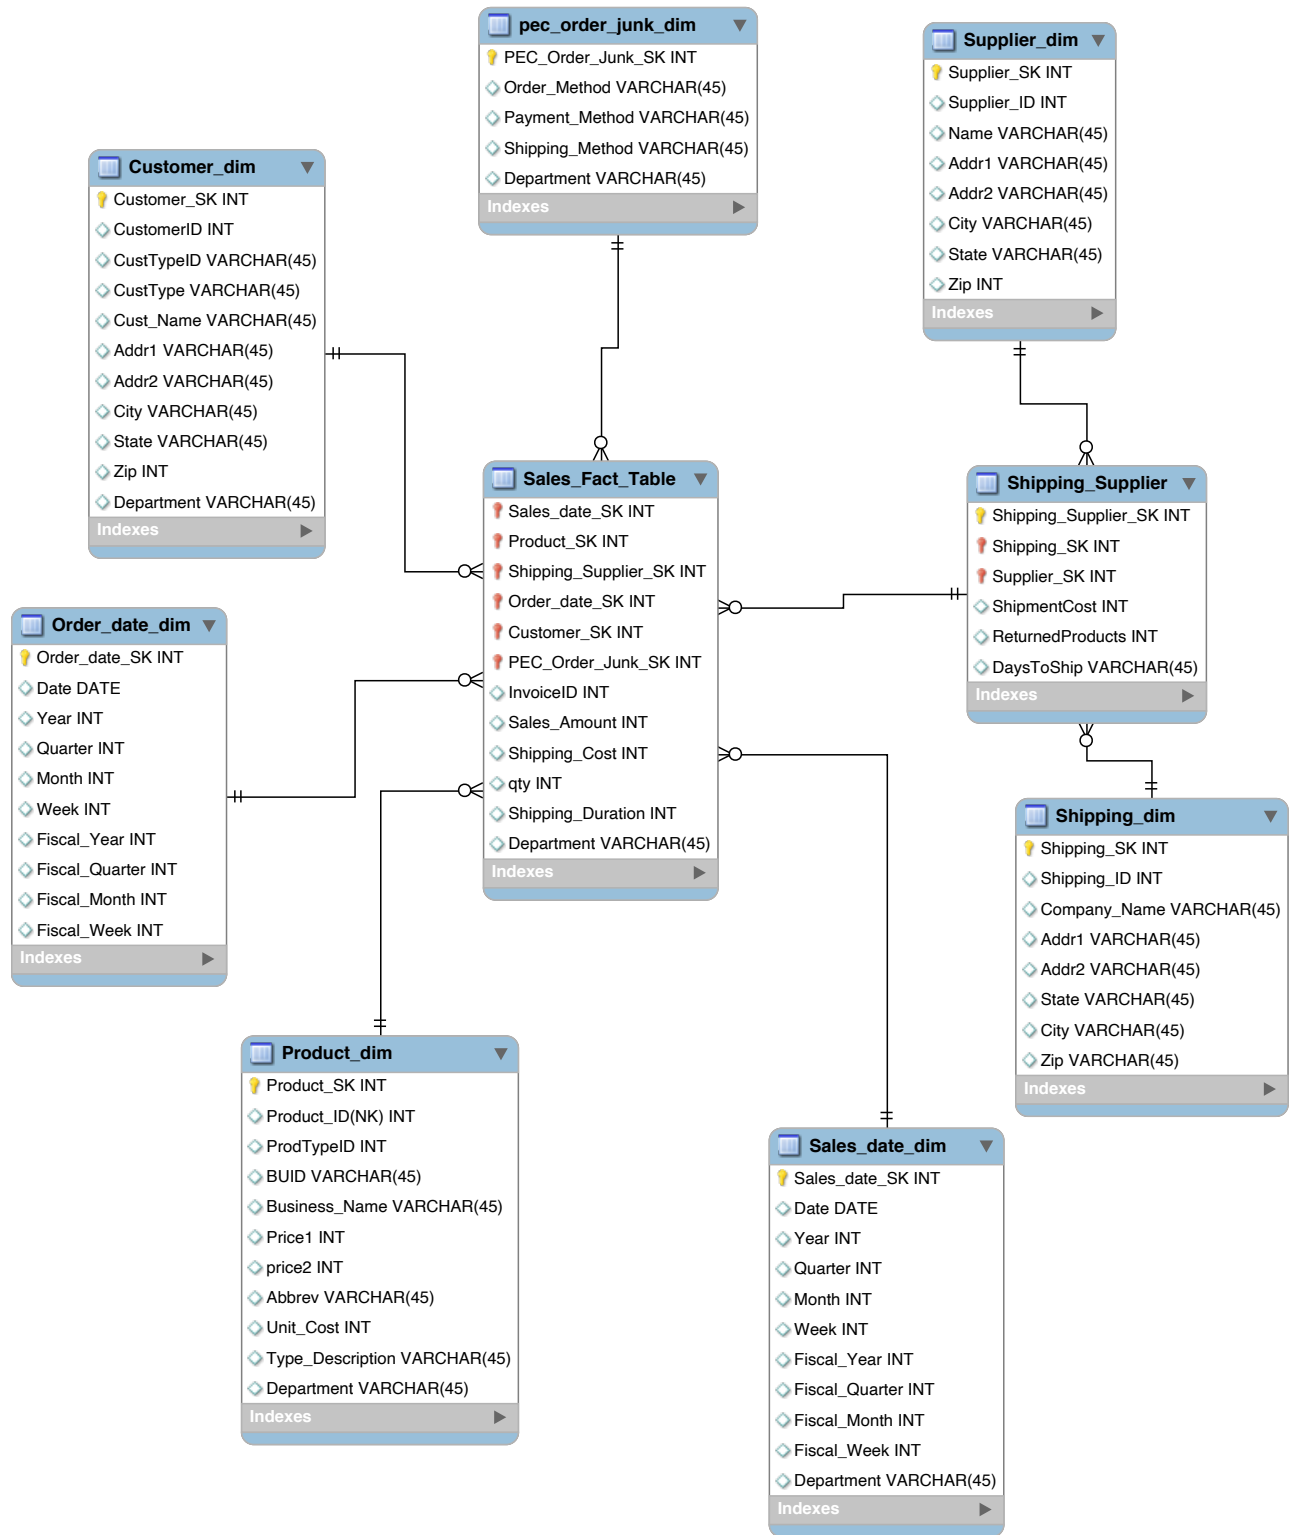 pec_order_junk_dim
PEC_Order_Junk_SK INT
Order_Method VARCHAR(45)
Payment_Method VARCHAR(45)
Shipping_Method VARCHAR(45)
Department VARCHAR(45)
Indexes
Supplier_dim
Supplier_SK INT
Supplier_ID INT
Name VARCHAR(45)
Addr1 VARCHAR(45)
Addr2 VARCHAR(45)
City VARCHAR(45)
State VARCHAR(45)
Zip INT
Indexes
Customer_dim
Customer_SK INT
CustomerID INT
CustTypeID VARCHAR(45)
CustType VARCHAR(45)
Cust_Name VARCHAR(45)
Addr1 VARCHAR(45)
Addr2 VARCHAR(45)
City VARCHAR(45)
State VARCHAR(45)
Zip INT
Department VARCHAR(45)
Indexes
Sales_Fact_Table
Sales_date_SK INT
Product_SK INT
Shipping_Supplier_SK INT
Order_date_SK INT
Customer_SK INT
PEC_Order_Junk_SK INT
InvoiceID INT
Sales_Amount INT
Shipping_Cost INT
qty INT
Shipping_Duration INT
Department VARCHAR(45)
Indexes
Shipping_Supplier
Shipping_Supplier_SK INT
Shipping_SK INT
Supplier_SK INT
ShipmentCost INT
ReturnedProducts INT
DaysToShip VARCHAR(45)
Indexes
Order_date_dim
Order_date_SK INT
Date DATE
Year INT
Quarter INT
Month INT
Week INT
Fiscal_Year INT
Fiscal_Quarter INT
Fiscal_Month INT
Fiscal_Week INT
Indexes
Shipping_dim
Shipping_SK INT
Shipping_ID INT
Company_Name VARCHAR(45)
Addr1 VARCHAR(45)
Addr2 VARCHAR(45)
State VARCHAR(45)
City VARCHAR(45)
Zip VARCHAR(45)
Indexes
Product_dim
Product_SK INT
Product_ID(NK) INT
ProdTypeID INT
BUID VARCHAR(45)
Business_Name VARCHAR(45)
Price1 INT
price2 INT
Abbrev VARCHAR(45)
Unit_Cost INT
Type_Description VARCHAR(45)
Department VARCHAR(45)
Indexes
Sales_date_dim
Sales_date_SK INT
Date DATE
Year INT
Quarter INT
Month INT
Week INT
Fiscal_Year INT
Fiscal_Quarter INT
Fiscal_Month INT
Fiscal_Week INT
Department VARCHAR(45)
Indexes